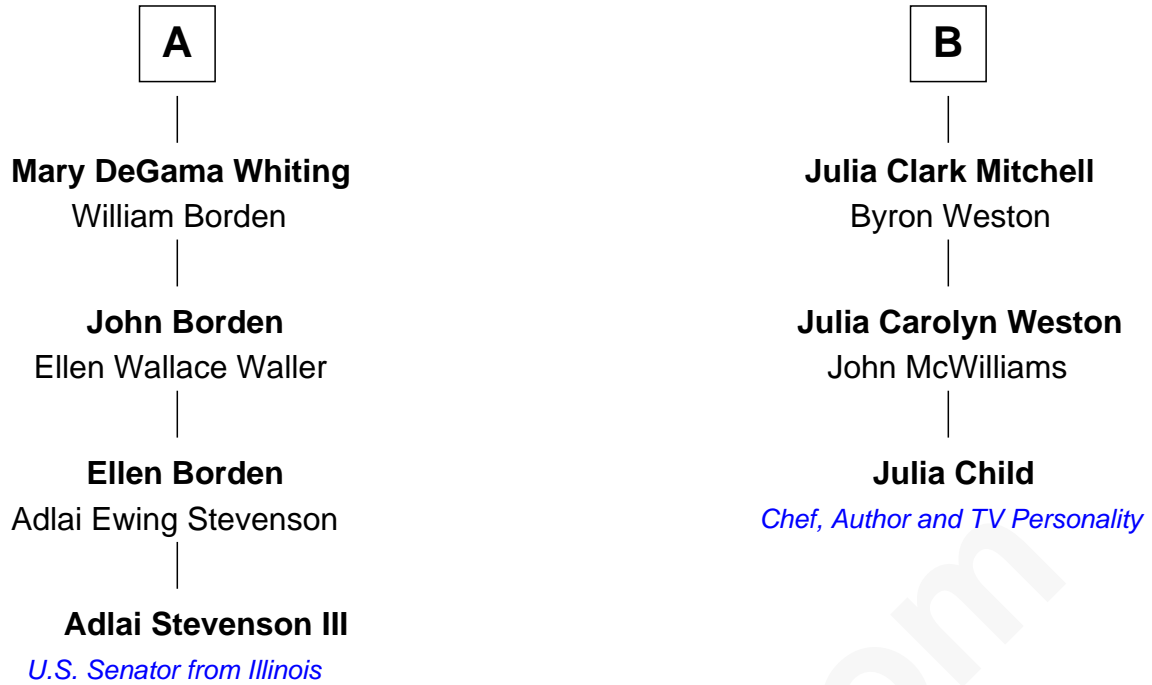 A
Mary DeGama Whiting
William Borden
John Borden
Ellen Wallace Waller
Ellen Borden
Adlai Ewing Stevenson
Adlai Stevenson III
U.S. Senator from Illinois
B
Julia Clark Mitchell
Byron Weston
Julia Carolyn Weston
John McWilliams
Julia Child
Chef, Author and TV Personality
om